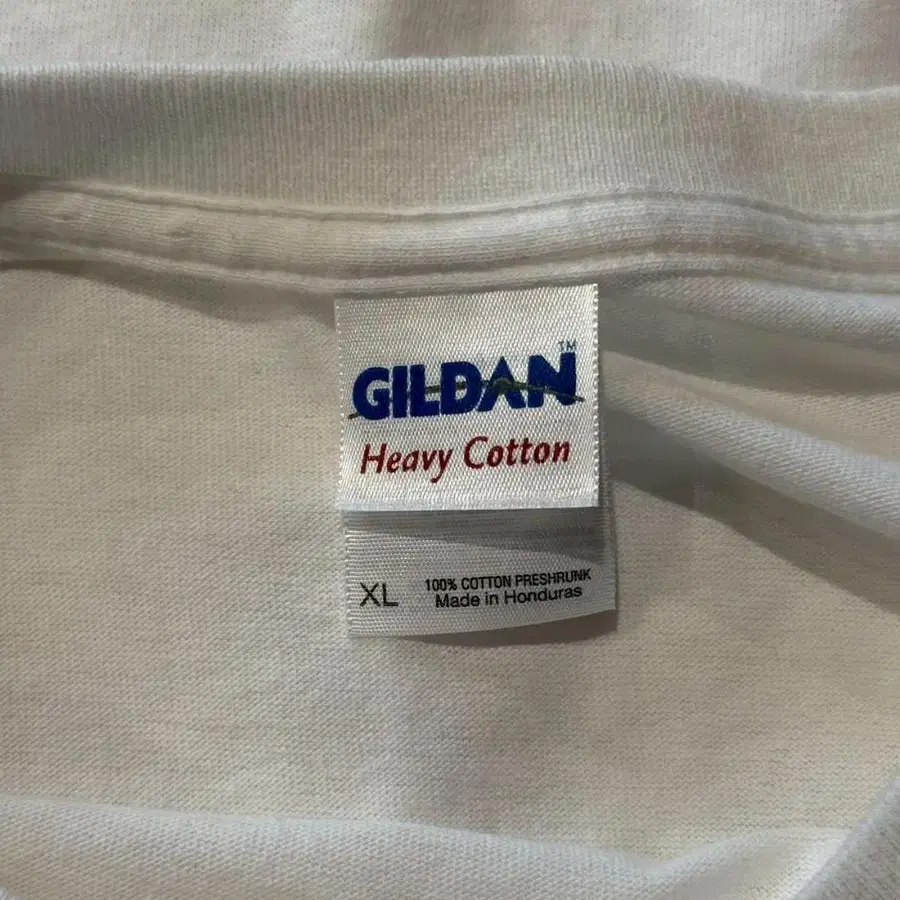 GILDAN™
Heavy Cotton
XL
100% COTTON PRESHRUNK
Made in Honduras